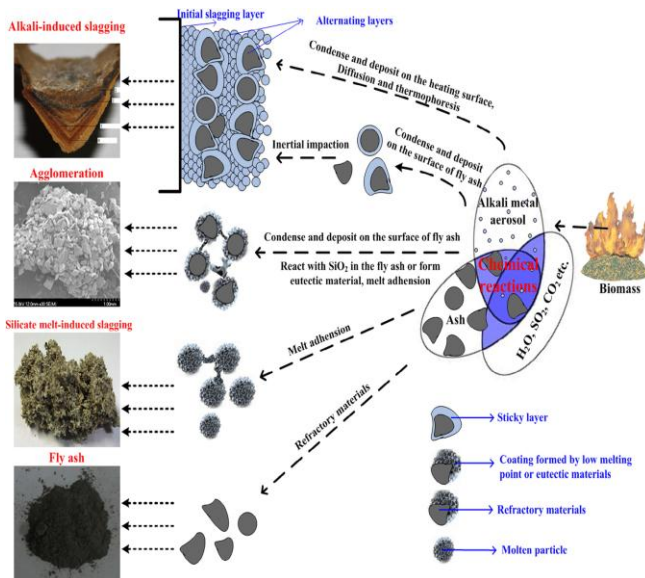 Alkali-induced slagging
Initial slagging layer
Alternating layers
Condense and deposit on the heating surface,
Diffusion and thermophoresis
Inertial impaction
Condense and deposit
on the surface of fly ash
Agglomeration
Condense and deposit on the surface of fly ash
React with SiO₂ in the fly ash or form
eutectic material, melt adhension
Alkali metal
aerosol
Chemical
reactions
Ash
H₂O, SO₂, CO₂ etc.
Biomass
Silicate melt-induced slagging
Melt adhension
Refractory materials
Fly ash
Sticky layer
Coating formed by low melting
point or eutectic materials
Refractory materials
Molten particle